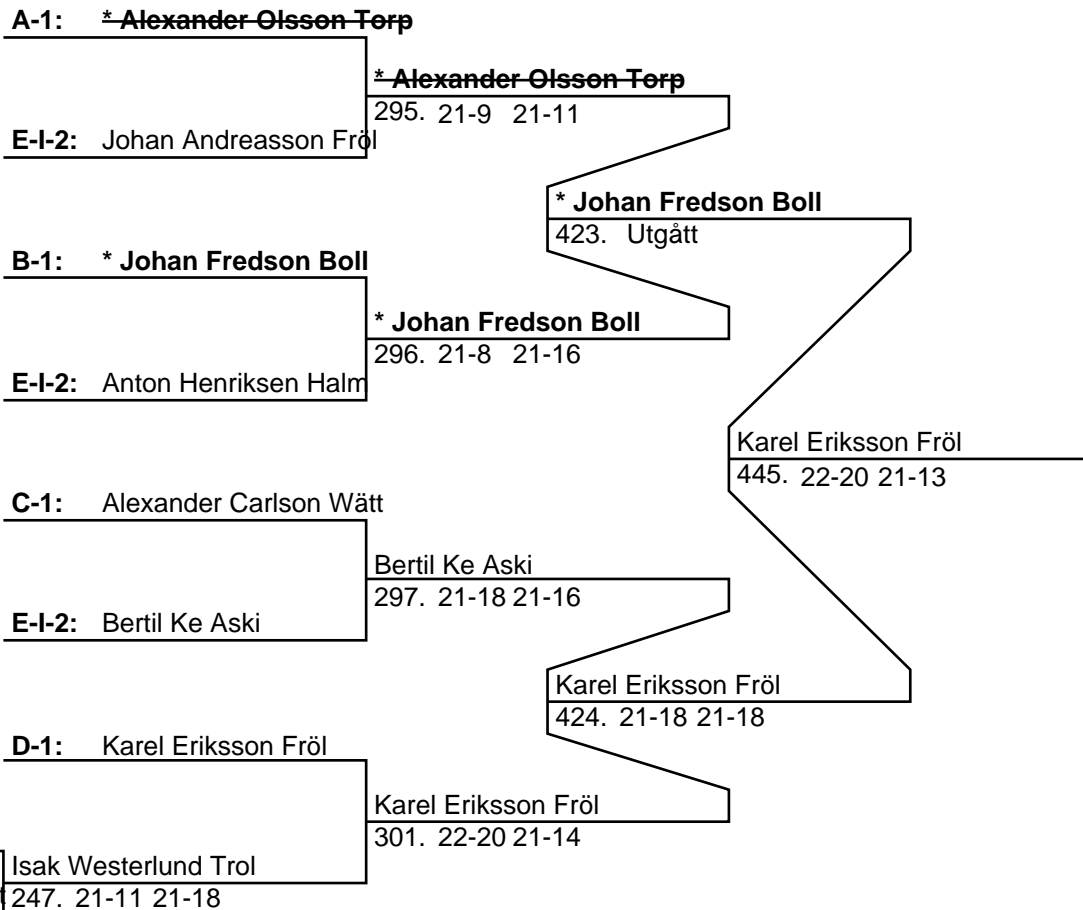 A-1: * Alexander Olsson Torp
* Alexander Olsson Torp
295. 21-9 21-11
E-I-2: Johan Andreasson Fröl
* Johan Fredson Boll
423. Utgått
B-1: * Johan Fredson Boll
* Johan Fredson Boll
296. 21-8 21-16
E-I-2: Anton Henriksen Halm
Karel Eriksson Fröl
445. 22-20 21-13
C-1: Alexander Carlson Wätt
Bertil Ke Aski
297. 21-18 21-16
E-I-2: Bertil Ke Aski
Karel Eriksson Fröl
424. 21-18 21-18
D-1: Karel Eriksson Fröl
Karel Eriksson Fröl
301. 22-20 21-14
Isak Westerlund Trol
247. 21-11 21-18